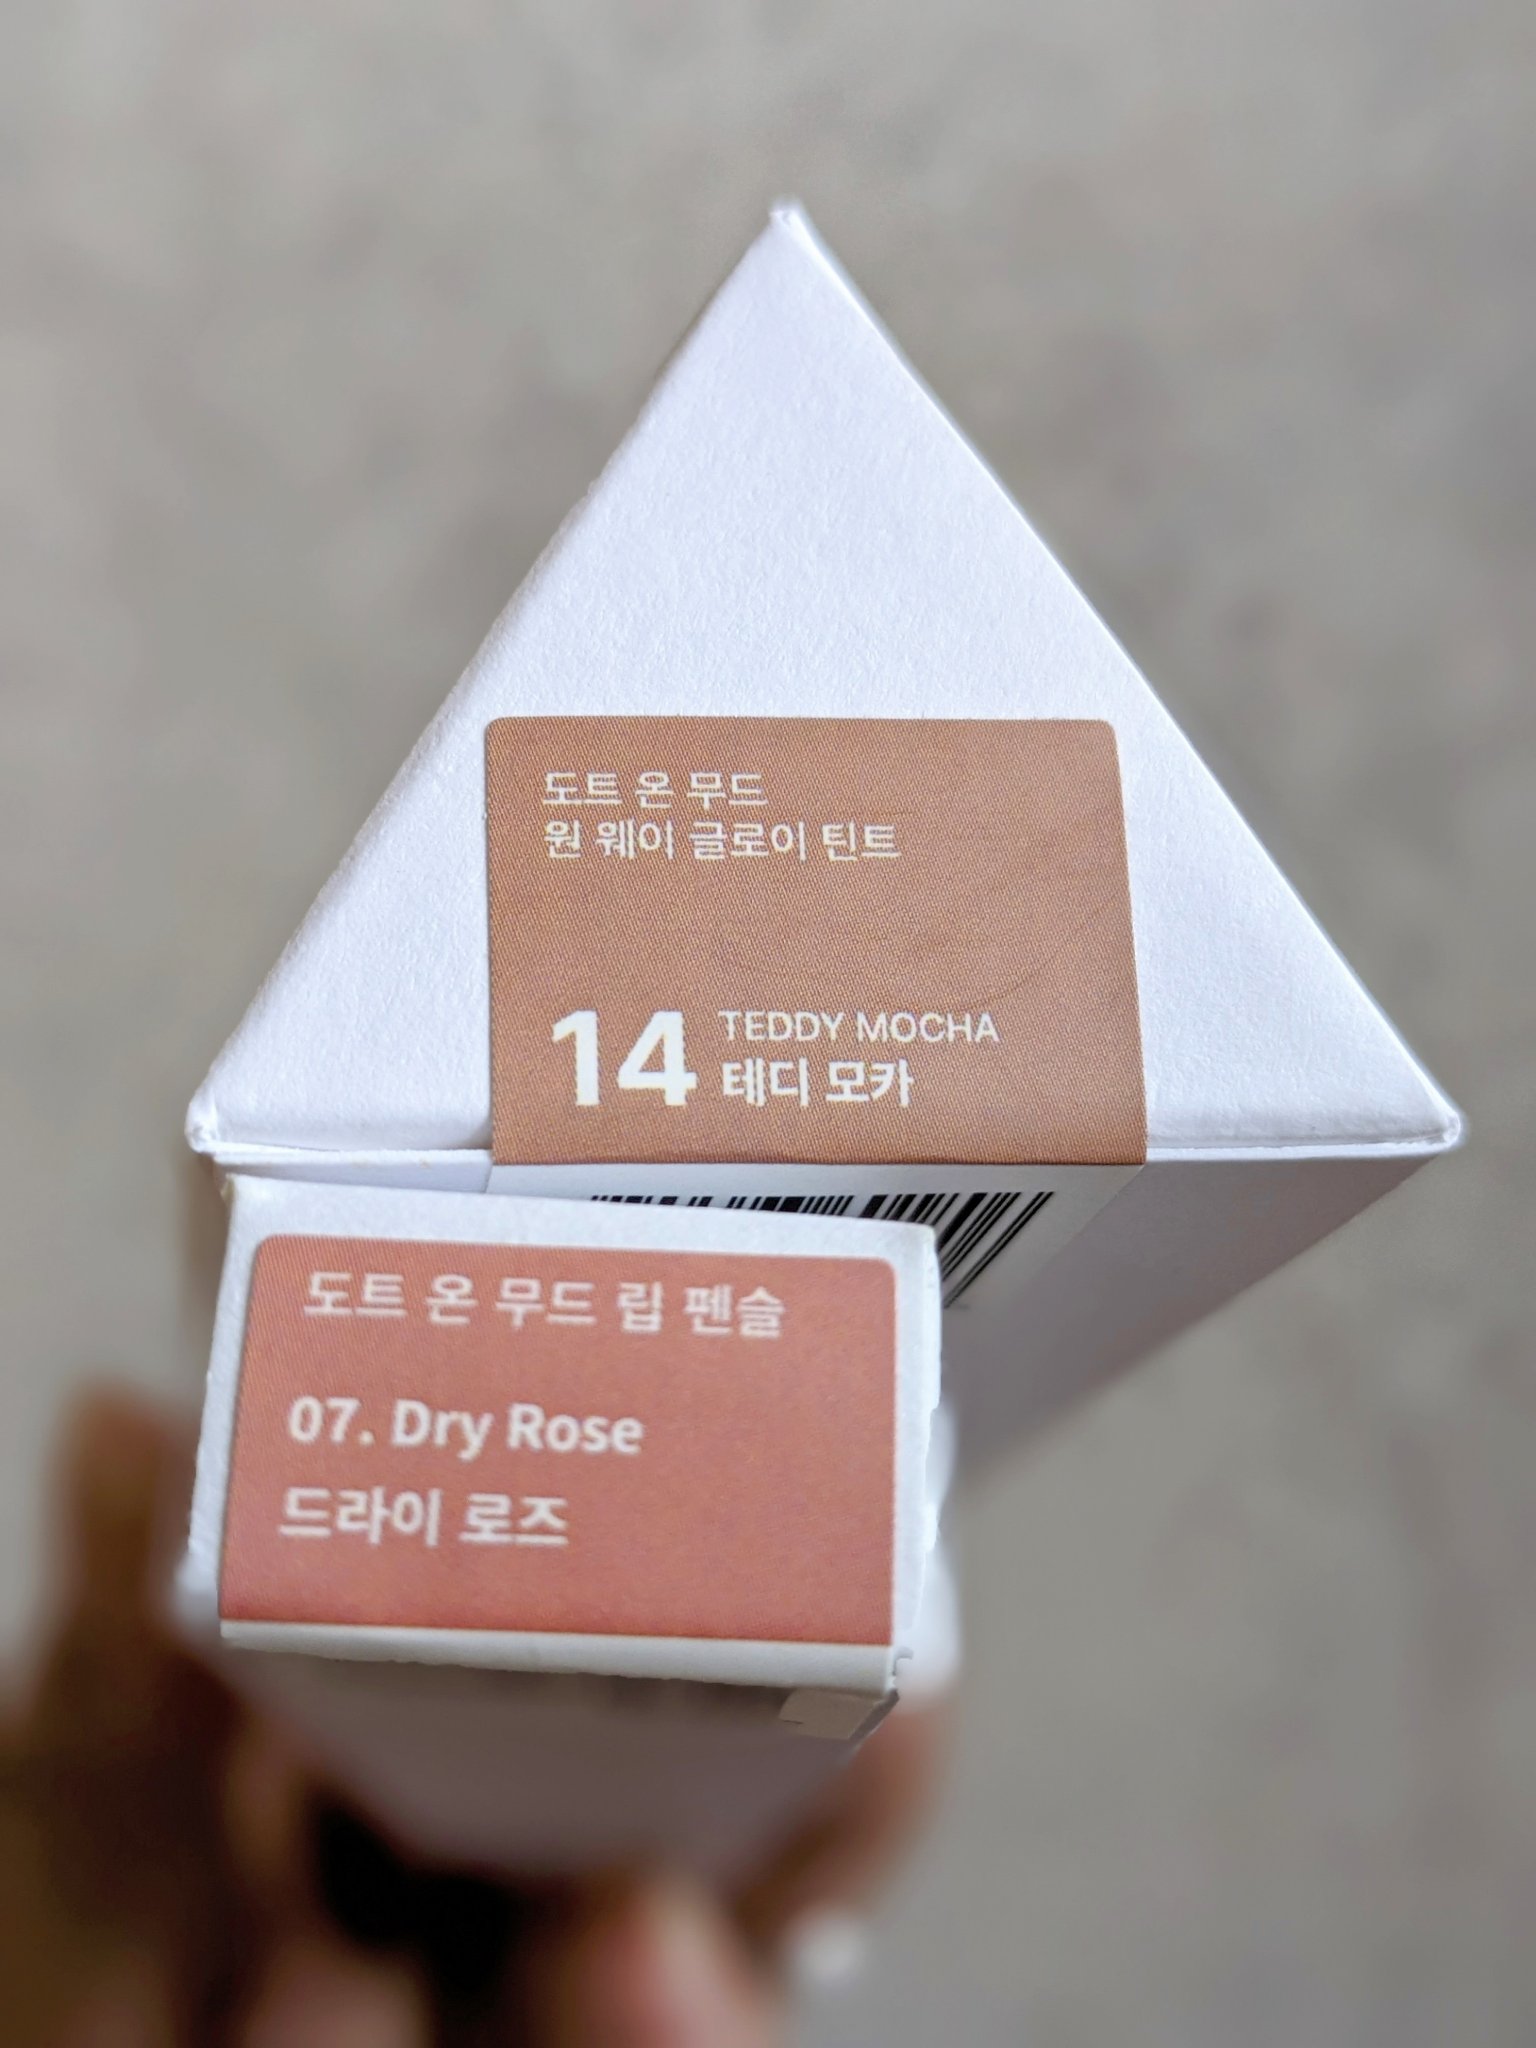 도트 온 무드
원 웨이 글로이 틴트
14 TEDDY MOCHA
테디 모카
도트 온 무드 립 펜슬
07. Dry Rose
드라이 로즈